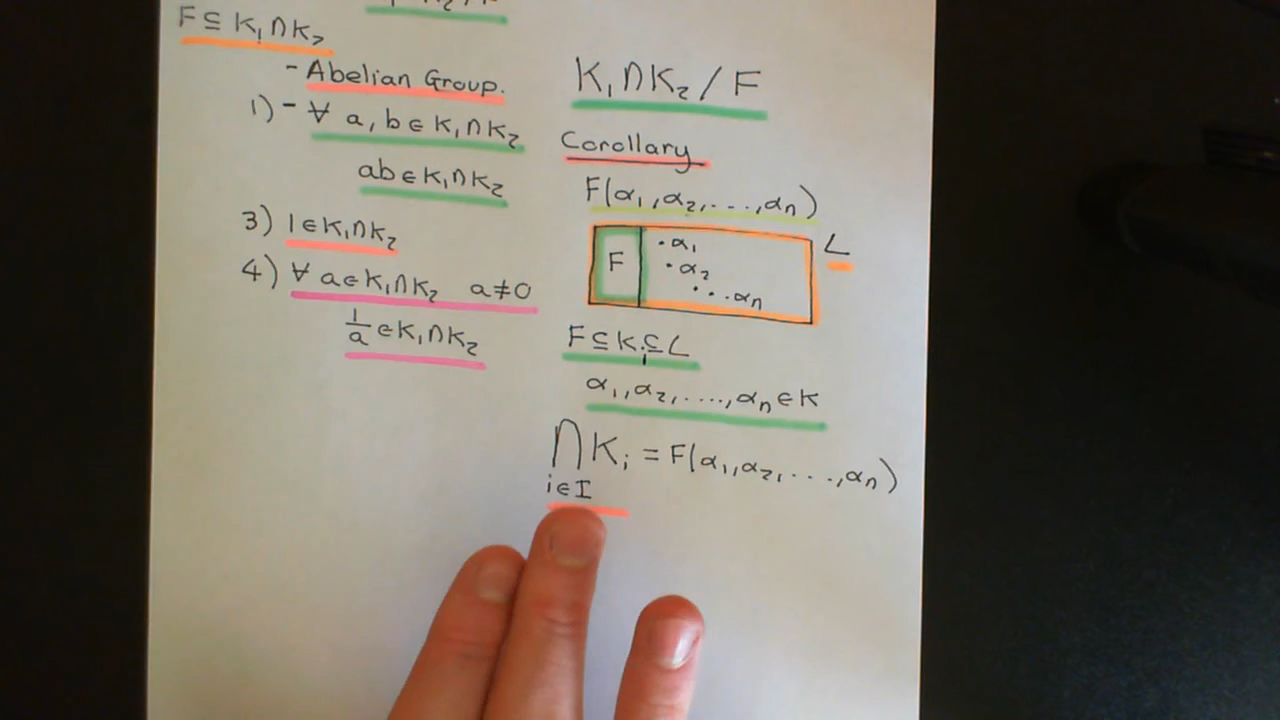 F ⊆ K₁∩K₂
- Abelian Group.
1) - ∀ a, b ∈ K₁∩K₂
ab ∈ K₁∩K₂
3) 1 ∈ K₁∩K₂
4) ∀ a ∈ K₁∩K₂ a ≠ 0
1/a ∈ K₁∩K₂
K₁∩K₂ / F
Corollary
F(α₁, α₂, ..., αn)
F
·α₁
·α₂
...αn
L
F ⊆ Kᵢ ⊆ L
α₁, α₂, ...., αn ∈ K
⋂ Kᵢ = F(α₁, α₂, ..., αn)
i∈I